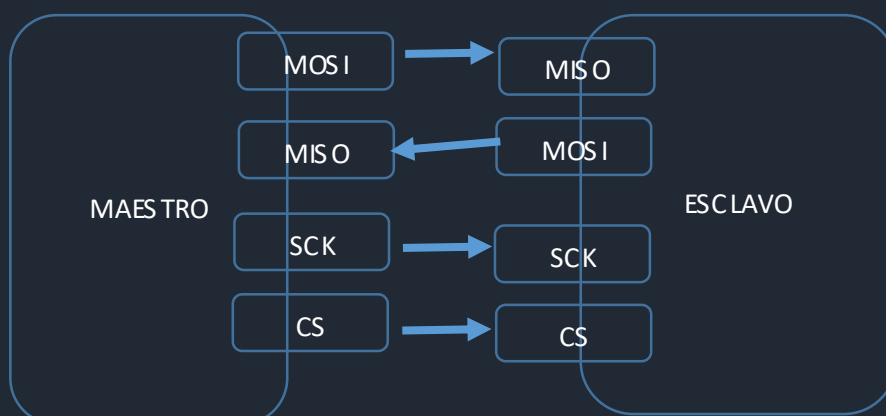 MOSI
MISO
MISO
MOSI
MAESTRO
ESCLAVO
SCK
SCK
CS
CS